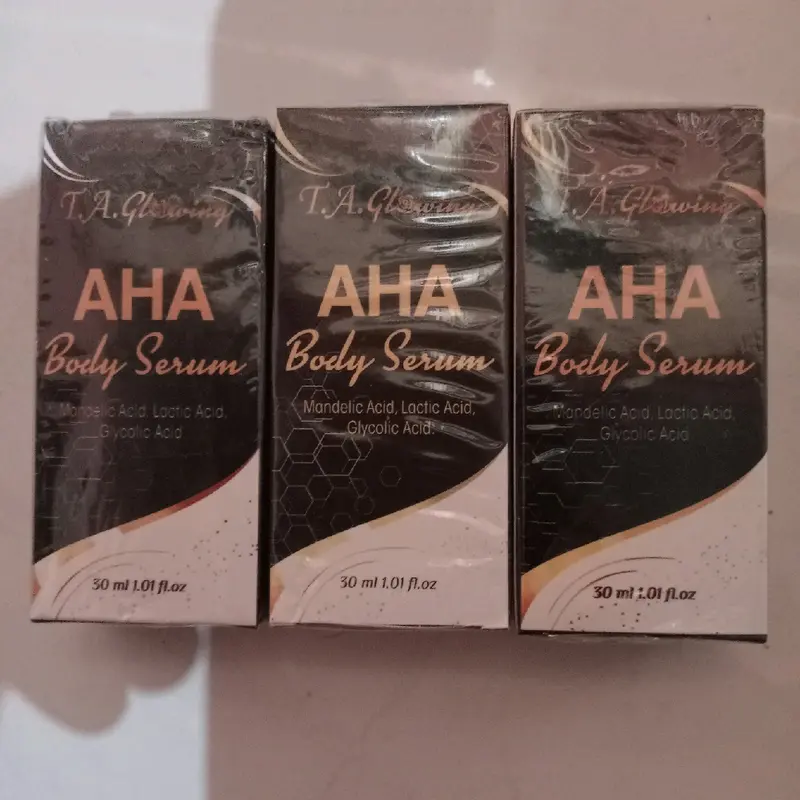 T.A.Glowing
AHA
Body Serum
Mandelic Acid, Lactic Acid,
Glycolic Acid
30 ml 1.01 fl.oz
T.A.Glowing
AHA
Body Serum
Mandelic Acid, Lactic Acid,
Glycolic Acid.
30 ml 1.01 fl.oz
T.A.Glowing
AHA
Body Serum
Mandelic Acid, Lactic Acid,
Glycolic Acid
30 ml 1.01 fl.oz